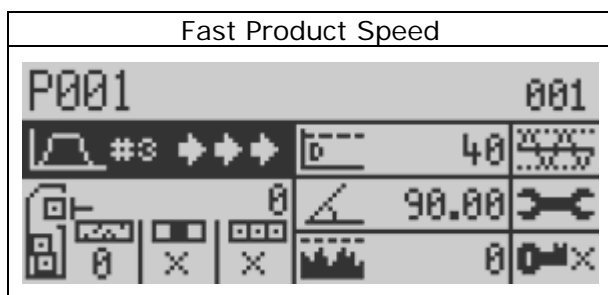 Fast Product Speed
P001 001
#3 D 40
0 90.00
0 × × 0 ×